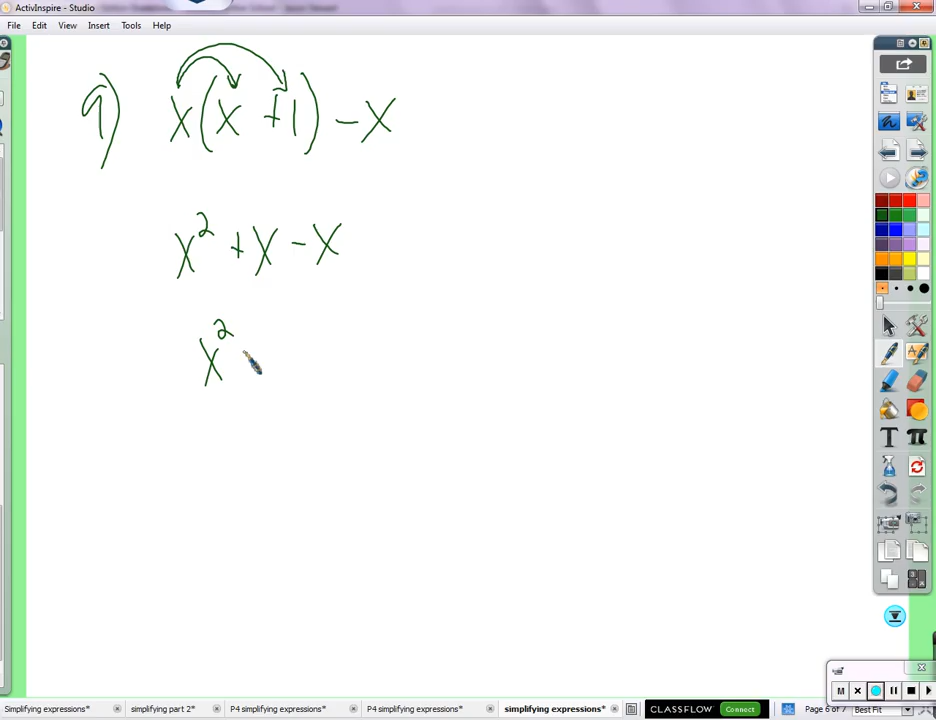 ActivInspire - Studio
File Edit View Insert Tools Help
9) x(x +1) -x
x² +x -x
x²
M
Simplifying expressions* simplifying part 2* P4 simplifying expressions* P4 simplifying expressions* simplifying expressions* CLASSFLOW Connect Page 6 of 7 Best Fit